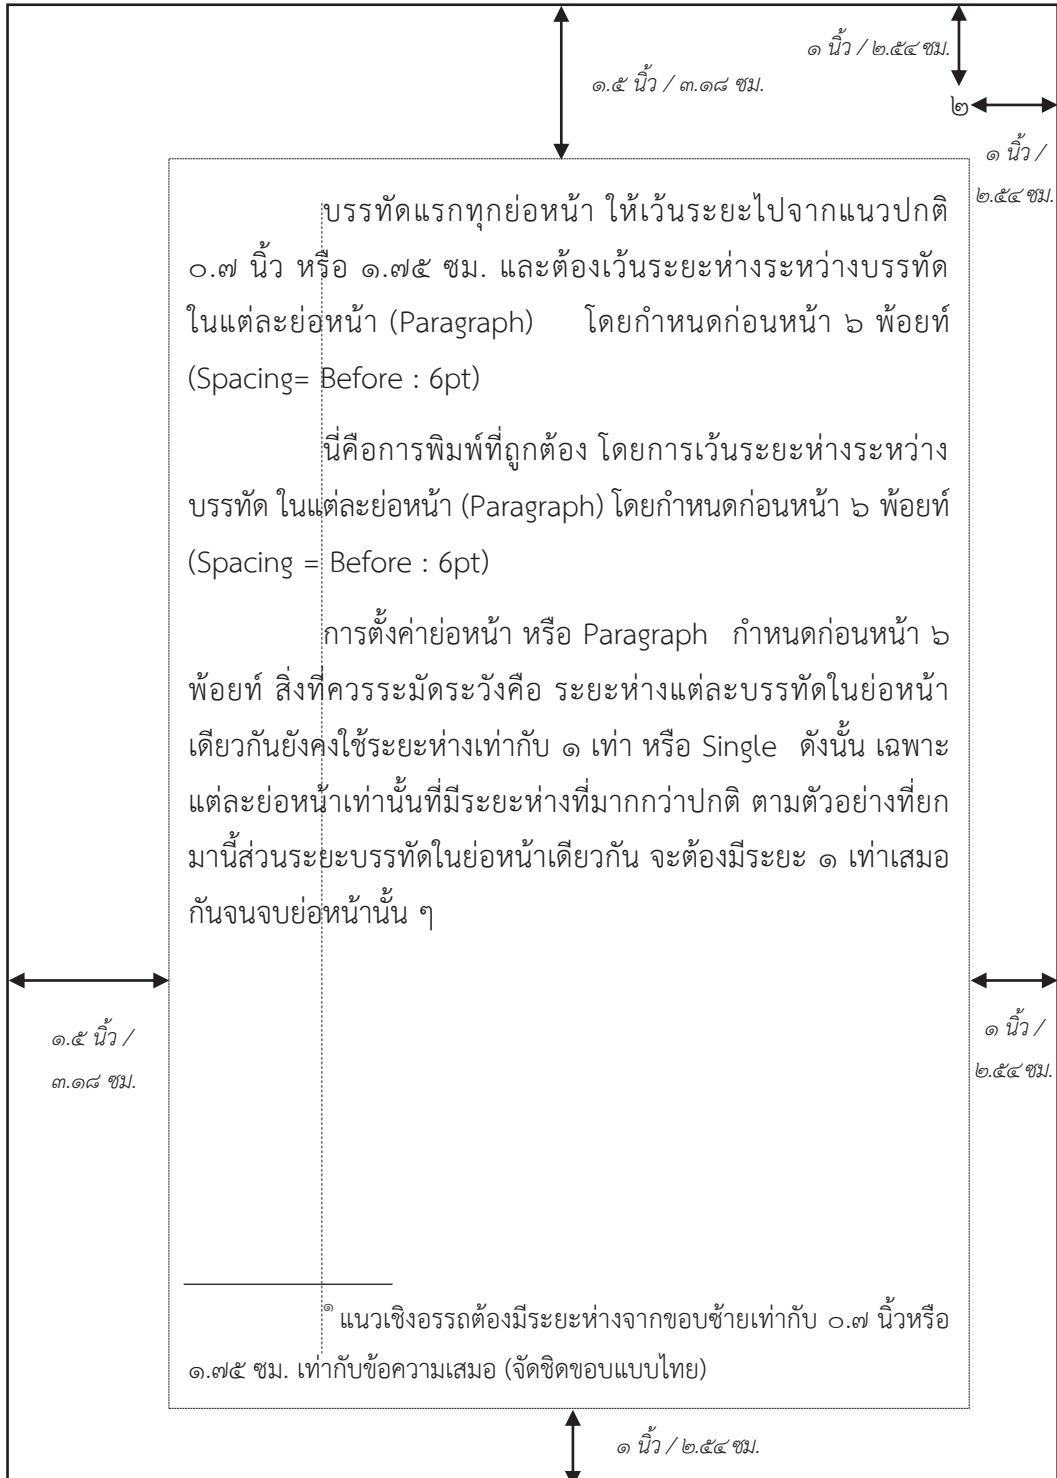 ๑ นิ้ว / ๒.๕๔ ซม.
๑.๕ นิ้ว / ๓.๑๘ ซม.
๒
๑ นิ้ว /
๒.๕๔ ซม.
บรรทัดแรกทุกย่อหน้า ให้เว้นระยะไปจากแนวปกติ
๐.๗ นิ้ว หรือ ๑.๗๕ ซม. และต้องเว้นระยะห่างระหว่างบรรทัด
ในแต่ละย่อหน้า (Paragraph) โดยกำหนดก่อนหน้า ๖ พ้อยท์
(Spacing= Before : 6pt)
นี่คือการพิมพ์ที่ถูกต้อง โดยการเว้นระยะห่างระหว่าง
บรรทัด ในแต่ละย่อหน้า (Paragraph) โดยกำหนดก่อนหน้า ๖ พ้อยท์
(Spacing = Before : 6pt)
การตั้งค่าย่อหน้า หรือ Paragraph กำหนดก่อนหน้า ๖
พ้อยท์ สิ่งที่ควรระมัดระวังคือ ระยะห่างแต่ละบรรทัดในย่อหน้า
เดียวกันยังคงใช้ระยะห่างเท่ากับ ๑ เท่า หรือ Single ดังนั้น เฉพาะ
แต่ละย่อหน้าเท่านั้นที่มีระยะห่างที่มากกว่าปกติ ตามตัวอย่างที่ยก
มานี้ส่วนระยะบรรทัดในย่อหน้าเดียวกัน จะต้องมีระยะ ๑ เท่าเสมอ
กันจนจบย่อหน้านั้น ๆ
๑.๕ นิ้ว /
๓.๑๘ ซม.
๑ นิ้ว /
๒.๕๔ ซม.
๑ แนวเชิงอรรถต้องมีระยะห่างจากขอบซ้ายเท่ากับ ๐.๗ นิ้วหรือ
๑.๗๕ ซม. เท่ากับข้อความเสมอ (จัดชิดขอบแบบไทย)
๑ นิ้ว / ๒.๕๔ ซม.